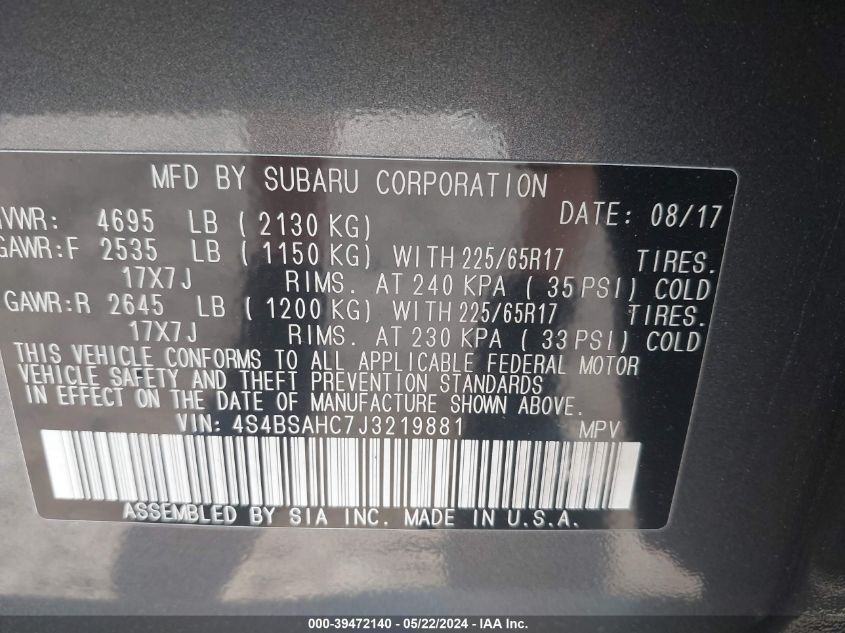 MFD BY SUBARU CORPORATION
VWR: 4695 LB ( 2130 KG) DATE: 08/17
GAWR:F 2535 LB ( 1150 KG) WITH 225/65R17 TIRES.
17X7J RIMS. AT 240 KPA ( 35 PSI) COLD
GAWR:R 2645 LB ( 1200 KG) WITH 225/65R17 TIRES.
17X7J RIMS. AT 230 KPA ( 33 PSI) COLD
THIS VEHICLE CONFORMS TO ALL APPLICABLE FEDERAL MOTOR
VEHICLE SAFETY AND THEFT PREVENTION STANDARDS
IN EFFECT ON THE DATE OF MANUFACTURE SHOWN ABOVE.
VIN: 4S4BSAHC7J3219881 MPV
ASSEMBLED BY SIA INC. MADE IN U.S.A.
000-39472140 - 05/22/2024 - IAA Inc.